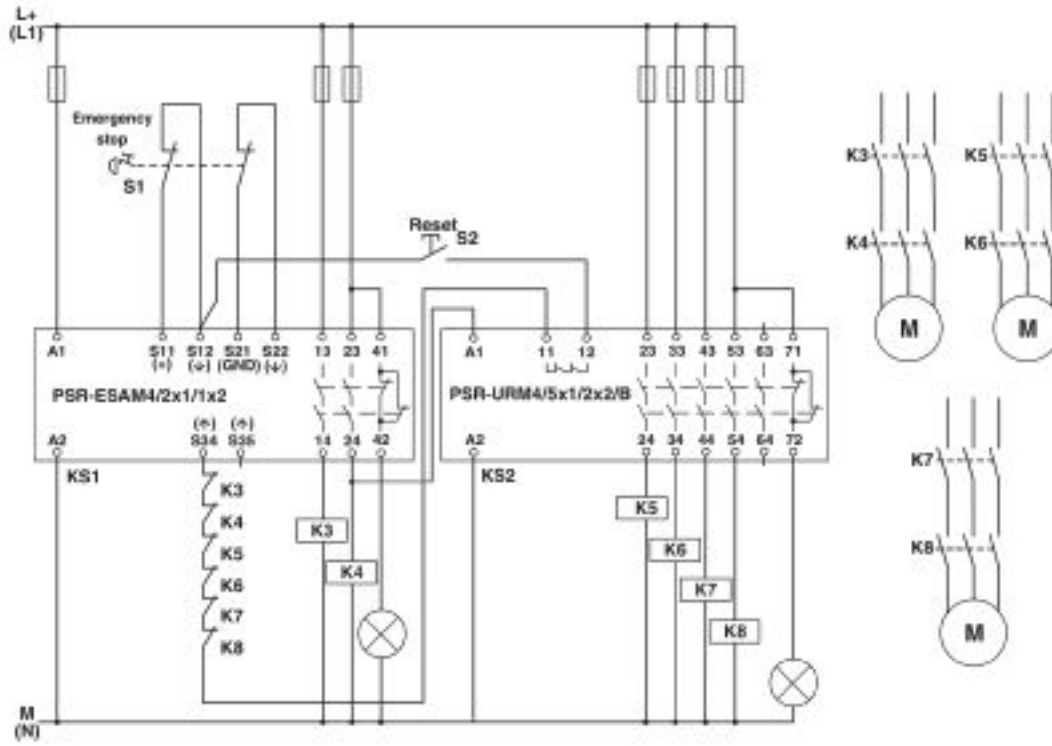 L+
(L1)
Emergency
stop
S1
Reset
S2
K3
K5
K4
K6
M
M
A1
S11
S12
S21
S22
13
23
41
(+)
(↓)
(GND)
(↓)
A1
11
12
23
33
43
53
63
71
PSR-ESAM4/2x1/1x2
PSR-URM4/5x1/2x2/B
(↑)
(↑)
A2
S34
S35
14
24
42
A2
24
34
44
54
64
72
KS1
KS2
K3
K4
K5
K6
K7
K8
K3
K4
K5
K6
K7
K8
K7
K8
M
M
(N)